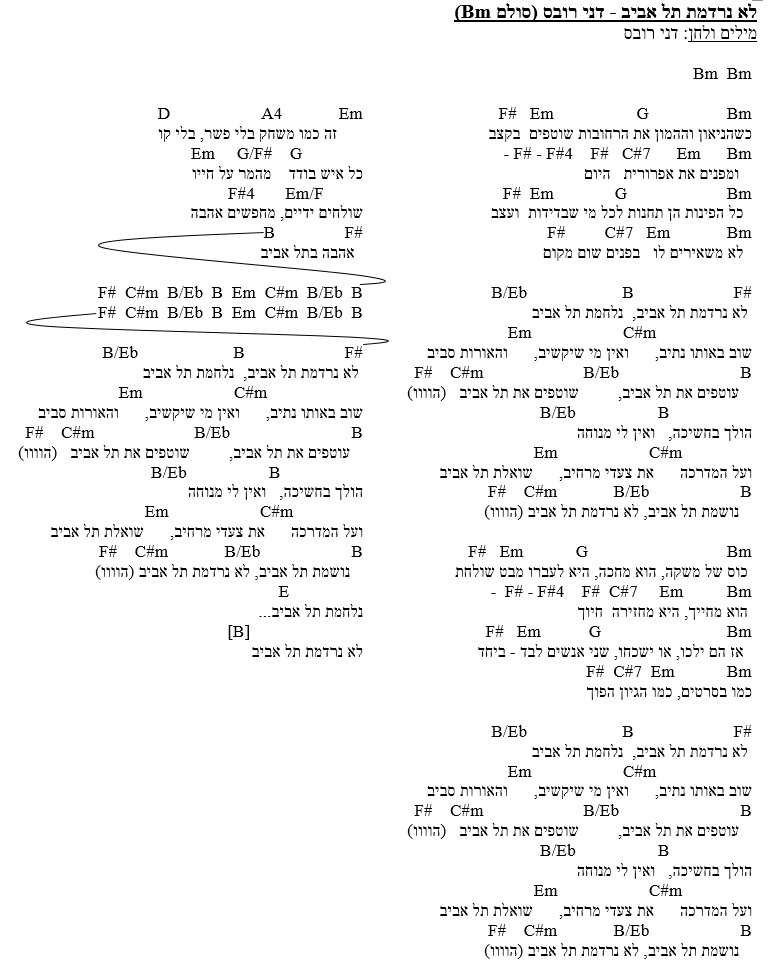 לא נרדמת תל אביב - דני רובס (סולם Bm)
מילים ולחן: דני רובס
Bm  Bm
Bm  G  Em  F#
כשהניאון וההמון את הרחובות שוטפים  בקצב
Bm  Em  C#7  F#  F#4 - F# -
ומפנים את אפרורית  היום
Bm  G  Em  F#
כל הפינות הן תחנות לכל מי שבדידות  ועצב
Bm  Em  C#7  F#
לא משאירים לו  בפנים שום מקום
F#  B  B/Eb
לא נרדמת תל אביב,  נלחמת תל אביב
C#m  Em
שוב באותו נתיב,  ואין מי שיקשיב,  והאורות סביב
B  B/Eb  C#m  F#
עוטפים את תל אביב,  שוטפים את תל אביב  (הוווו)
B  B/Eb
הולך בחשיכה,  ואין לי מנוחה
C#m  Em
ועל המדרכה  את צעדי מרחיב,  שואלת תל אביב
B  B/Eb  C#m  F#
נושמת תל אביב, לא נרדמת תל אביב (הוווו)
Bm  G  Em  F#
כוס של משקה, הוא מחכה, היא לעברו מבט שולחת
Bm  Em  C#7  F#  F#4 - F# -
הוא מחייך, היא מחזירה  חיוך
Bm  G  Em  F#
אז הם ילכו, או ישכחו, שני אנשים לבד - ביחד
Bm  Em  C#7  F#
כמו בסרטים, כמו הגיון הפוך
F#  B  B/Eb
לא נרדמת תל אביב,  נלחמת תל אביב
C#m  Em
שוב באותו נתיב,  ואין מי שיקשיב,  והאורות סביב
B  B/Eb  C#m  F#
עוטפים את תל אביב,  שוטפים את תל אביב  (הוווו)
B  B/Eb
הולך בחשיכה,  ואין לי מנוחה
C#m  Em
ועל המדרכה  את צעדי מרחיב,  שואלת תל אביב
B  B/Eb  C#m  F#
נושמת תל אביב, לא נרדמת תל אביב (הוווו)
Em  A4  D
זה כמו משחק בלי פשר, בלי קו
G  G/F#  Em
כל איש בודד  מהמר על חייו
Em/F  F#4
שולחים ידיים, מחפשים אהבה
F#  B
אהבה בתל אביב
B  B/Eb  C#m  Em  B  B/Eb  C#m  F#
B  B/Eb  C#m  Em  B  B/Eb  C#m  F#
F#  B  B/Eb
לא נרדמת תל אביב,  נלחמת תל אביב
C#m  Em
שוב באותו נתיב,  ואין מי שיקשיב,  והאורות סביב
B  B/Eb  C#m  F#
עוטפים את תל אביב,  שוטפים את תל אביב  (הוווו)
B  B/Eb
הולך בחשיכה,  ואין לי מנוחה
C#m  Em
ועל המדרכה  את צעדי מרחיב,  שואלת תל אביב
B  B/Eb  C#m  F#
נושמת תל אביב, לא נרדמת תל אביב (הוווו)
E
נלחמת תל אביב...
[B]
לא נרדמת תל אביב